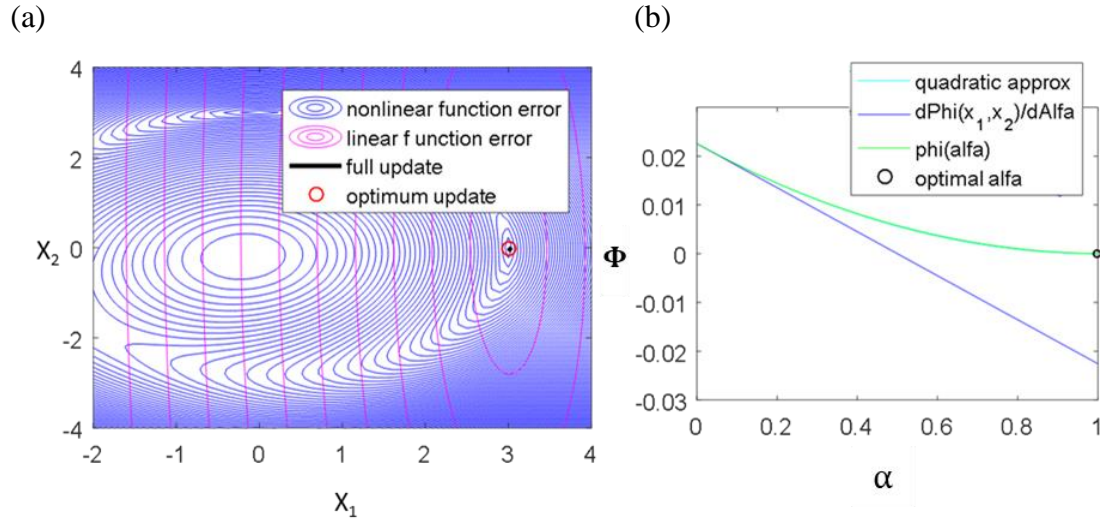 (a)
(b)
nonlinear function error
linear f function error
full update
optimum update
4
2
0
-2
-4
X2
-2
-1
0
1
2
3
4
X1
quadratic approx
dPhi(x1,x2)/dAlfa
phi(alfa)
optimal alfa
0.02
0.01
0
-0.01
-0.02
-0.03
Φ
0
0.2
0.4
0.6
0.8
1
α